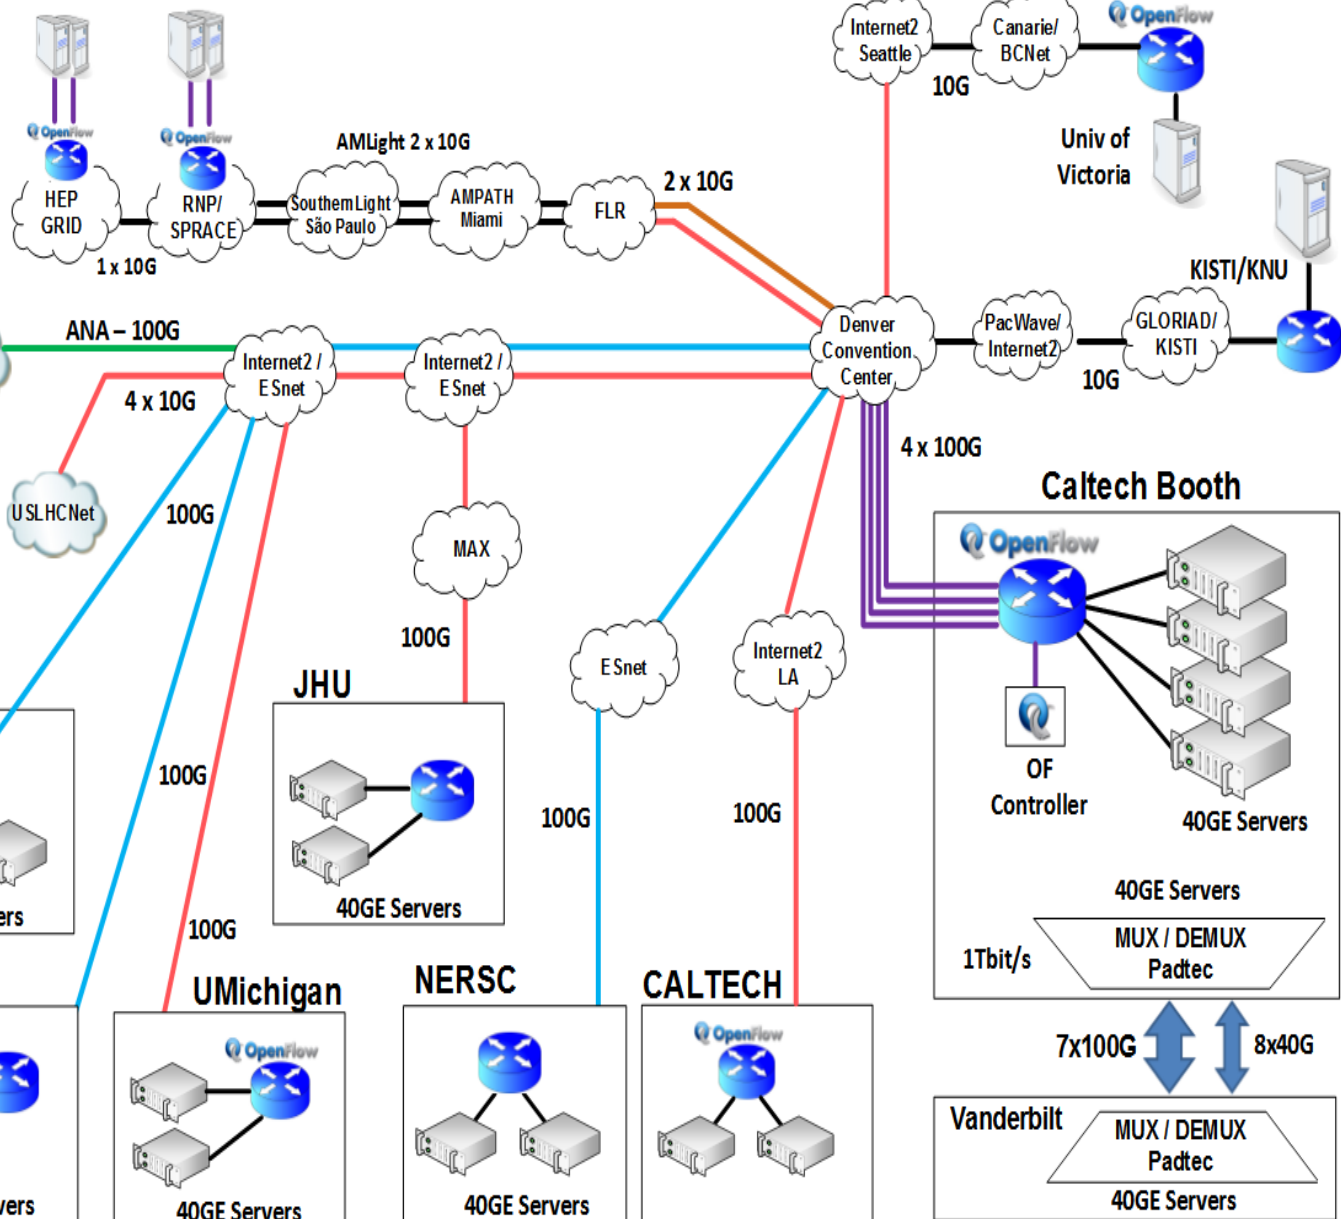 OpenFlow
Internet2
Seattle
Canarie/
BCNet
10G
Univ of
Victoria
OpenFlow
OpenFlow
AMLight 2 x 10G
HEP
GRID
RNP/
SPRACE
SouthernLight
São Paulo
AMPATH
Miami
FLR
2 x 10G
1 x 10G
KISTI/KNU
ANA – 100G
Internet2 /
ESnet
Internet2 /
ESnet
Denver
Convention
Center
PacWave/
Internet2
GLORIAD/
KISTI
10G
4 x 10G
4 x 100G
USLHCNet
100G
MAX
100G
Caltech Booth
OpenFlow
ESnet
Internet2
LA
JHU
OF
Controller
40GE Servers
100G
100G
100G
40GE Servers
40GE Servers
ers
100G
MUX / DEMUX
Padtec
1Tbit/s
UMichigan
NERSC
CALTECH
OpenFlow
OpenFlow
7x100G
8x40G
Vanderbilt
MUX / DEMUX
Padtec
40GE Servers
vers
40GE Servers
40GE Servers